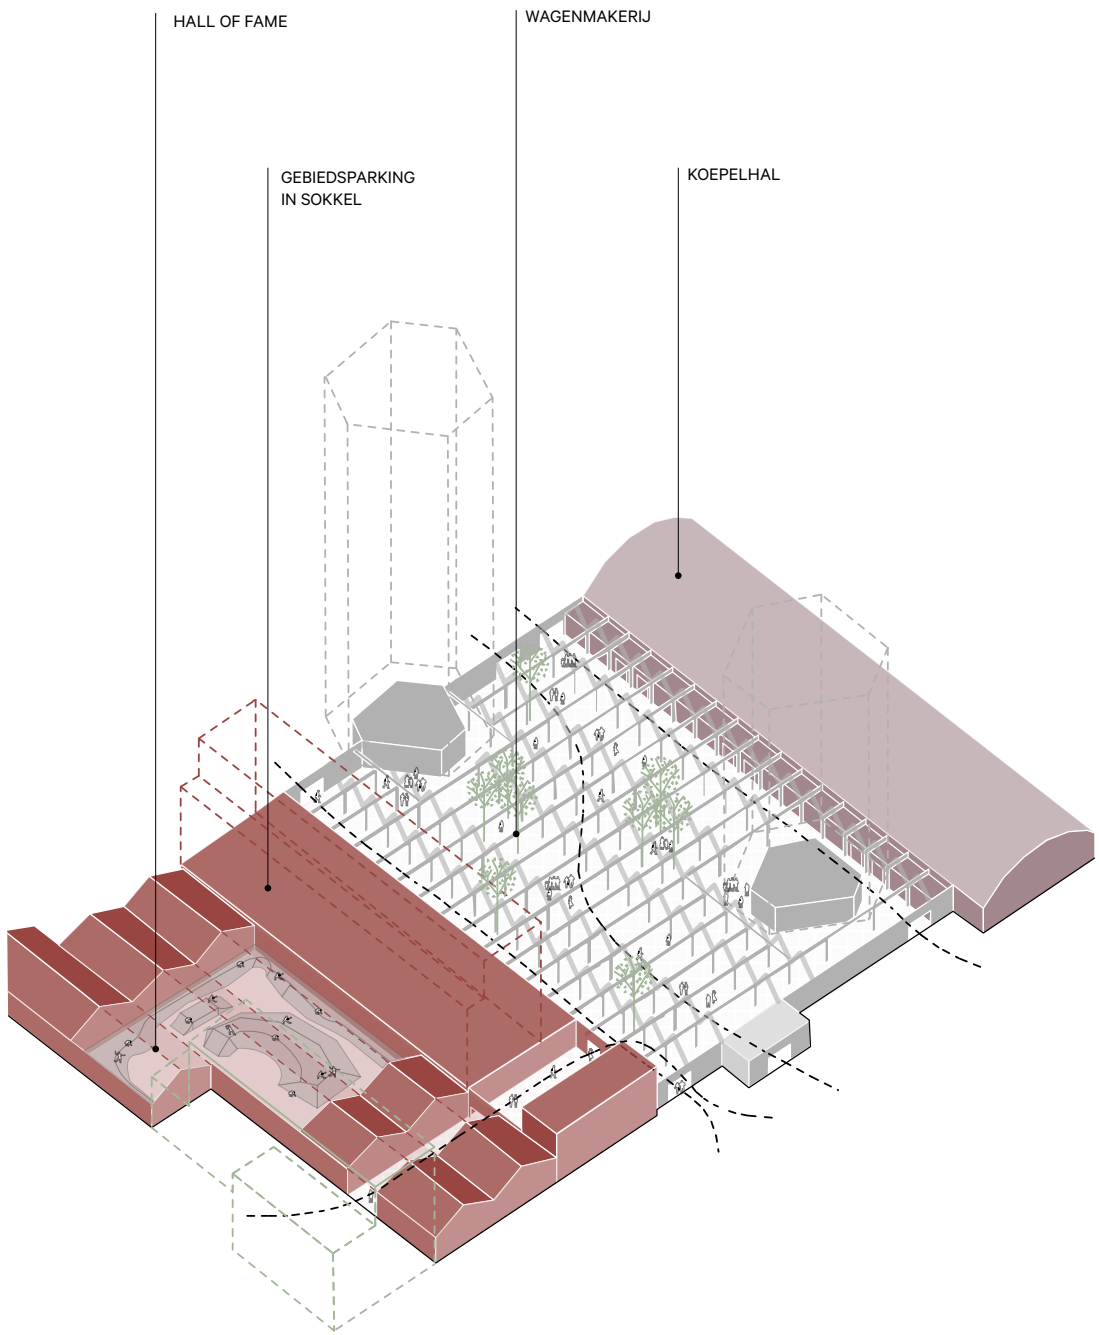 HALL OF FAME
WAGENMAKERIJ
GEBIEDSPARKING
IN SOKKEL
KOEPELHAL